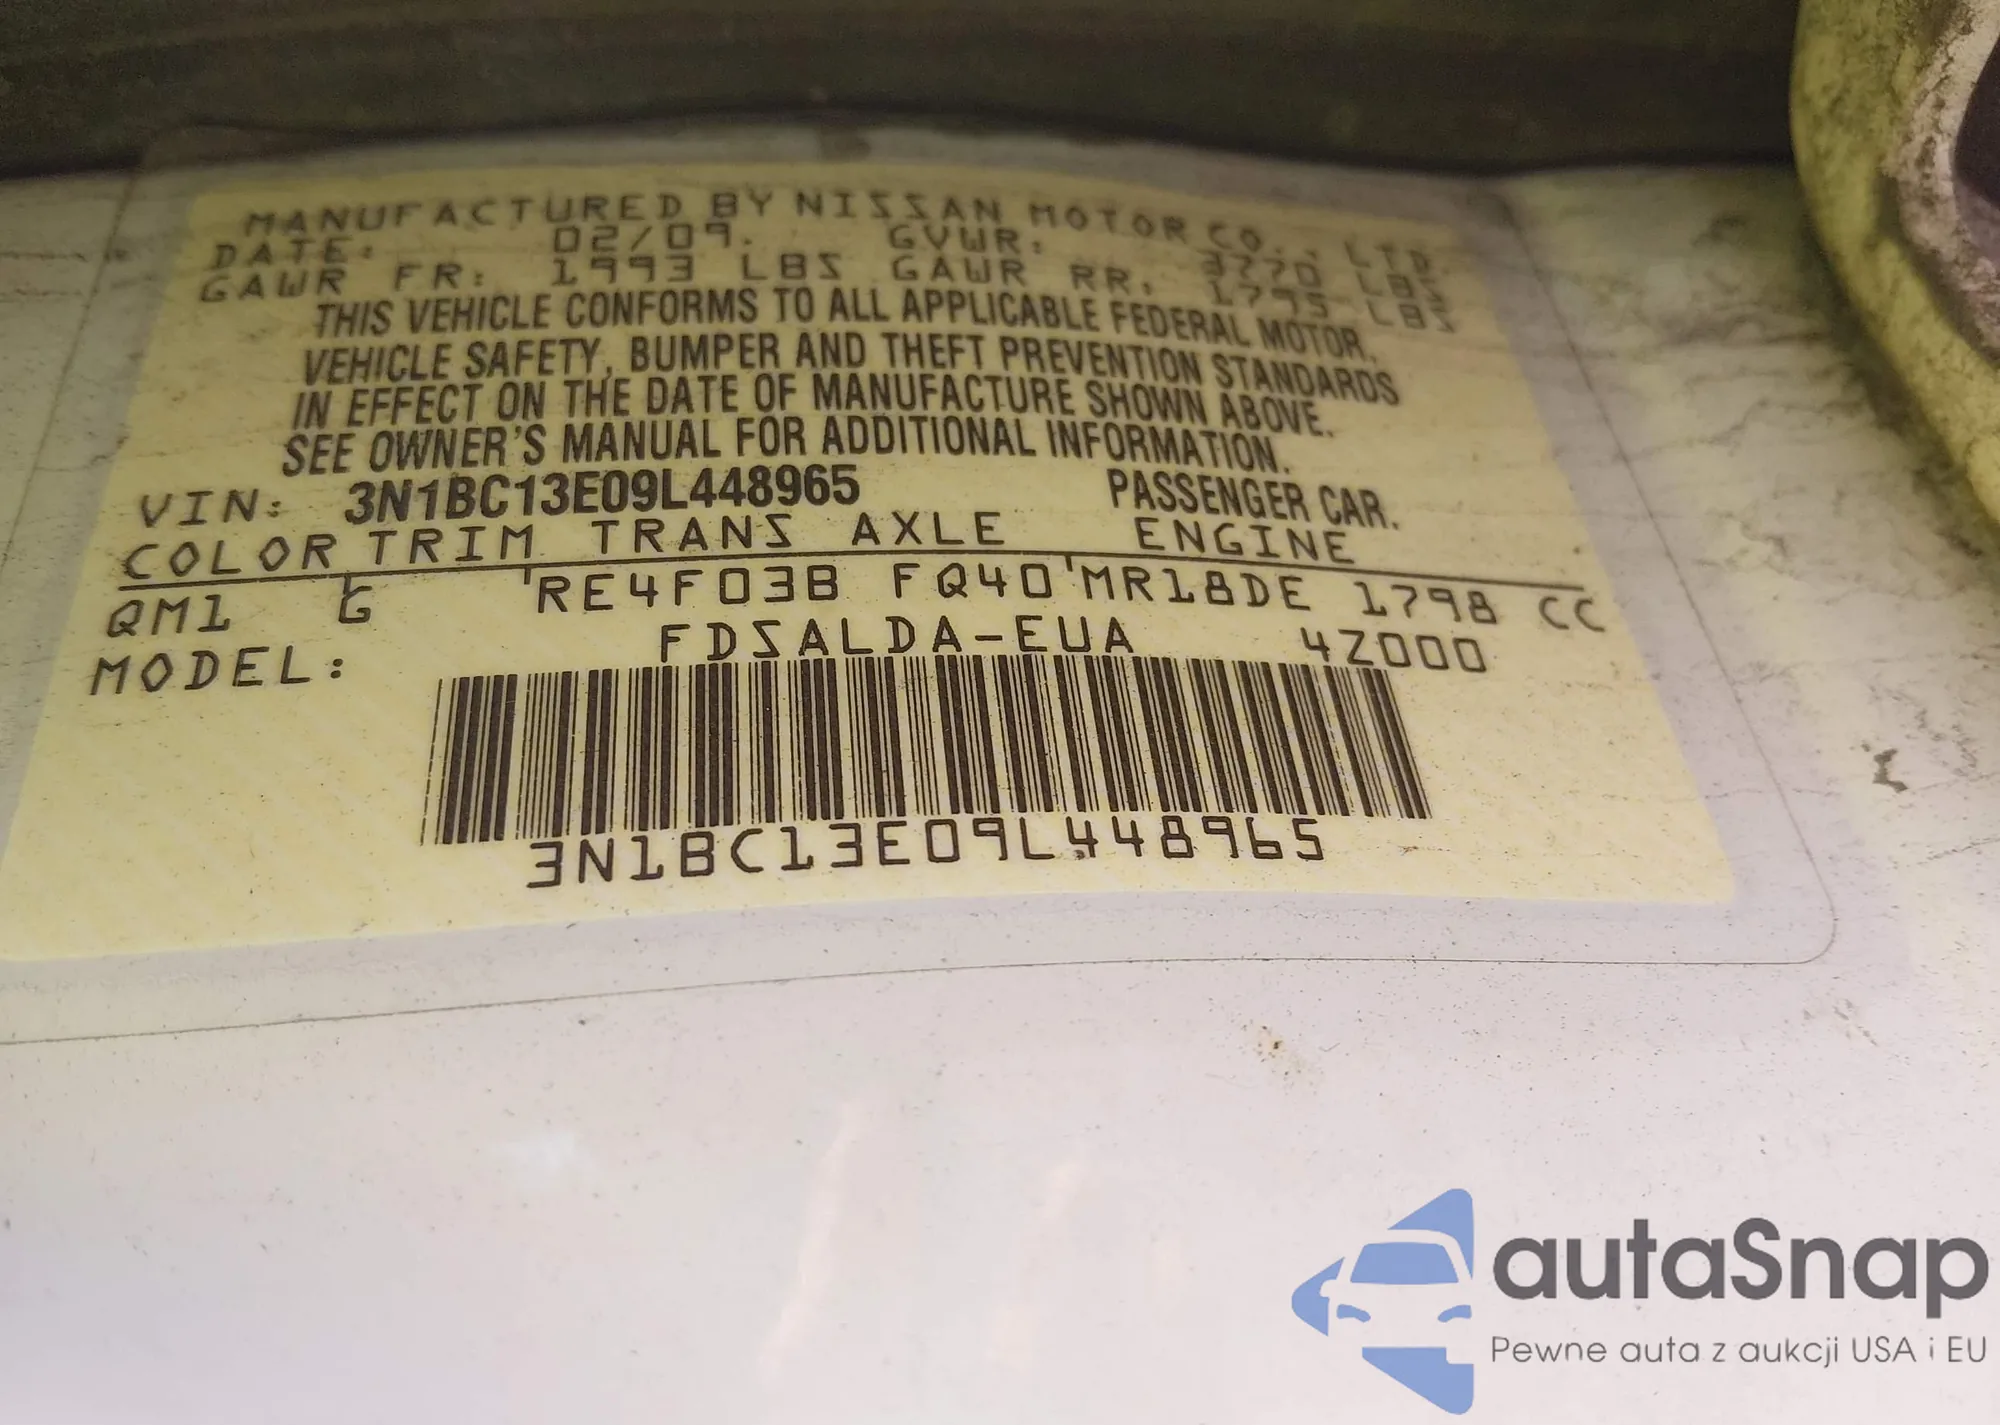 MANUFACTURED BY NISSAN MOTOR CO., LTD.
DATE: 02/09. GVWR: 3770 LBS
GAWR FR: 1993 LBS GAWR RR. 1795 LBS
THIS VEHICLE CONFORMS TO ALL APPLICABLE FEDERAL MOTOR
VEHICLE SAFETY, BUMPER AND THEFT PREVENTION STANDARDS
IN EFFECT ON THE DATE OF MANUFACTURE SHOWN ABOVE.
SEE OWNER'S MANUAL FOR ADDITIONAL INFORMATION.
VIN: 3N1BC13E09L448965 PASSENGER CAR.
COLOR TRIM TRANS AXLE ENGINE
QM1 G RE4F03B FQ40 MR18DE 1798 CC
MODEL: FDSALDA-EUA 4Z000
3N1BC13E09L448965
autaSnap
Pewne auta z aukcji USA i EU